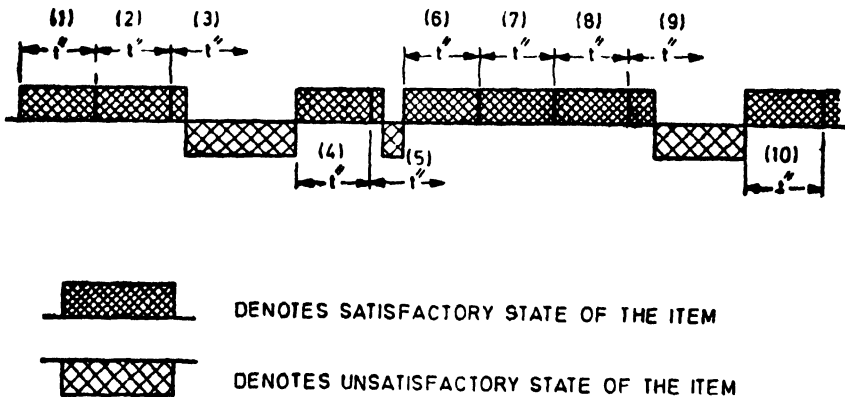 (1) (2) (3) (6) (7) (8) (9)
t″ t″ t″ t″ t″ t″ t″
(4) (5) (10)
t″ t″ t″
DENOTES SATISFACTORY STATE OF THE ITEM
DENOTES UNSATISFACTORY STATE OF THE ITEM